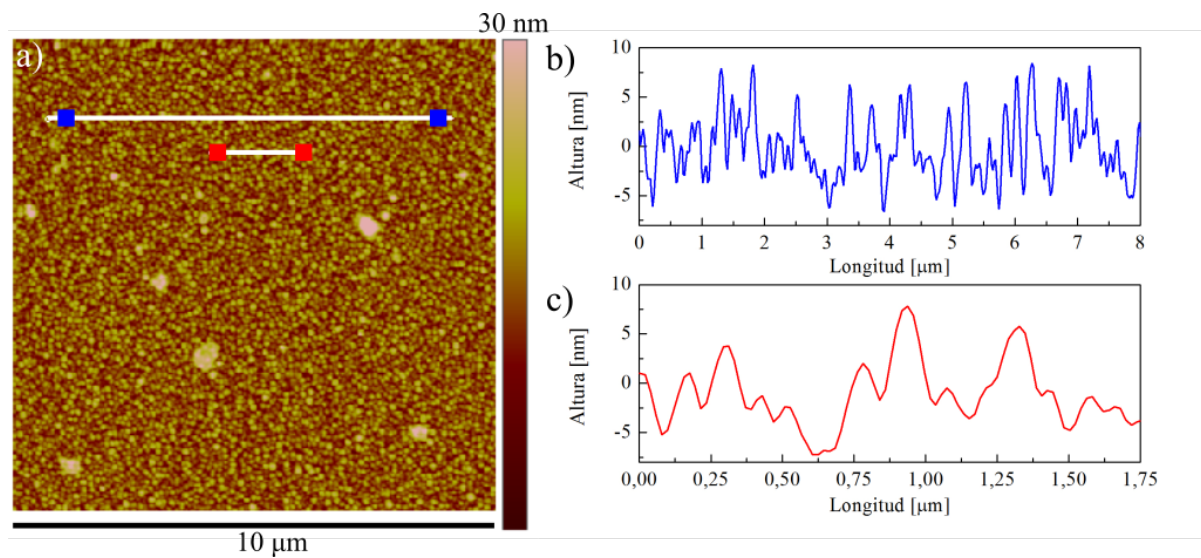 30 nm
a)
10 μm
b)
10
5
0
-5
Altura [nm]
0 1 2 3 4 5 6 7 8
Longitud [μm]
c)
10
5
0
-5
Altura [nm]
0,00 0,25 0,50 0,75 1,00 1,25 1,50 1,75
Longitud [μm]